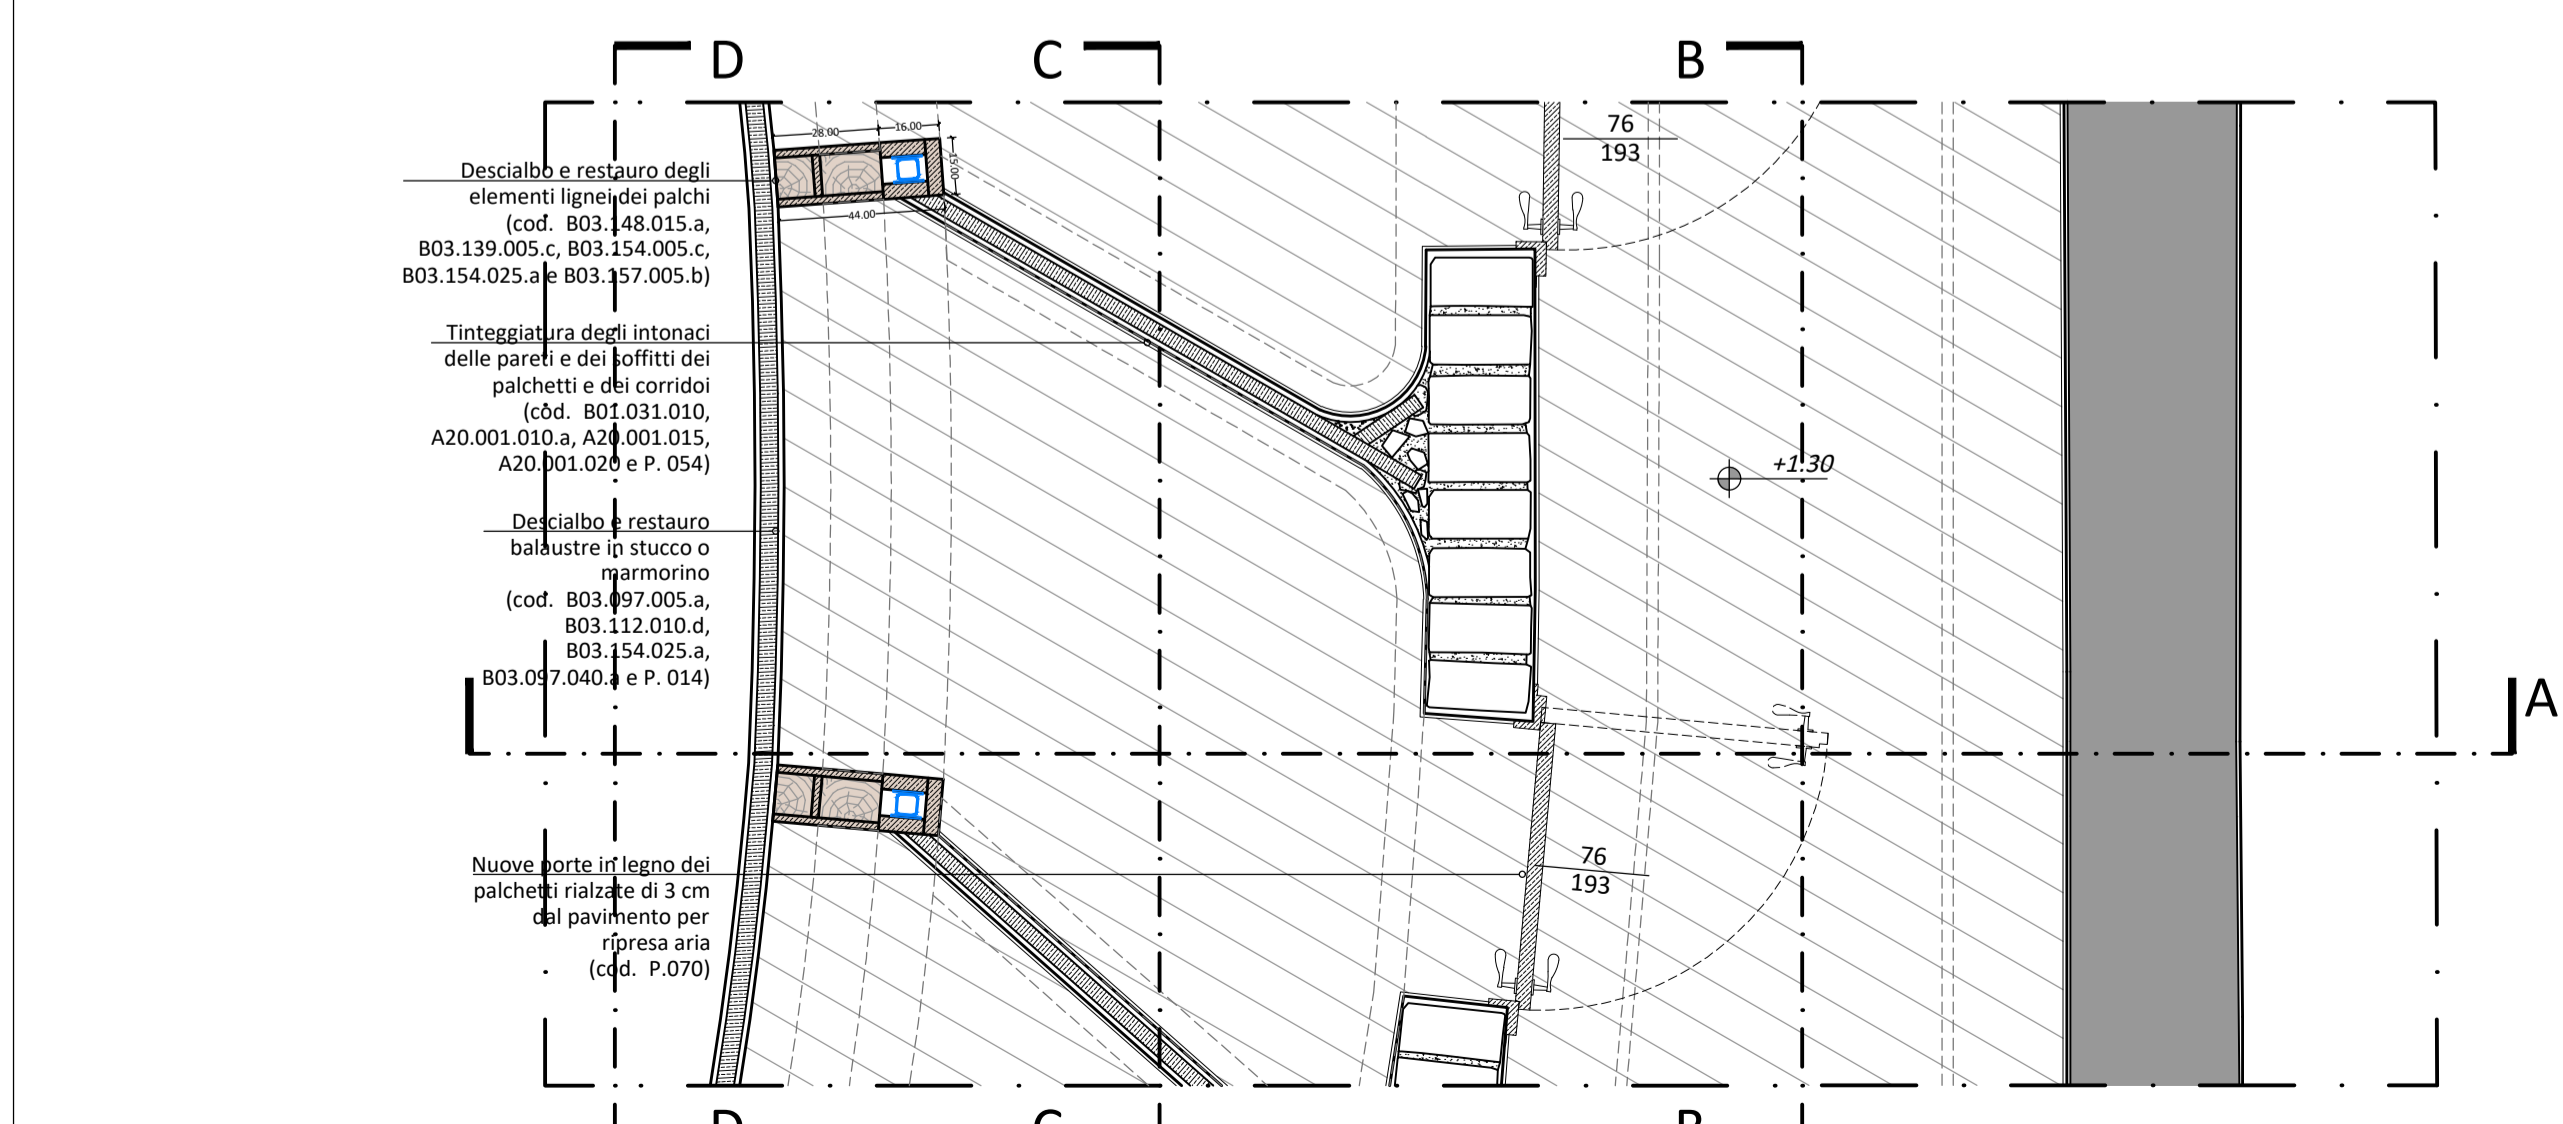 D
C
B
28.00
16.00
15.00
44.00
76
193
Descialbo e restauro degli
elementi lignei dei palchi
(cod. B03.148.015.a,
B03.139.005.c, B03.154.005.c,
B03.154.025.a e B03.157.005.b)
Tinteggiatura degli intonaci
delle pareti e dei soffitti dei
palchetti e dei corridoi
(cod. B01.031.010,
A20.001.010.a, A20.001.015,
A20.001.020 e P. 054)
+1.30
Descialbo e restauro
balaustre in stucco o
marmorino
(cod. B03.097.005.a,
B03.112.010.d,
B03.154.025.a,
B03.097.040.a e P. 014)
A
Nuove porte in legno dei
palchetti rialzate di 3 cm
dal pavimento per
ripresa aria
(cod. P.070)
76
193
D
C
B